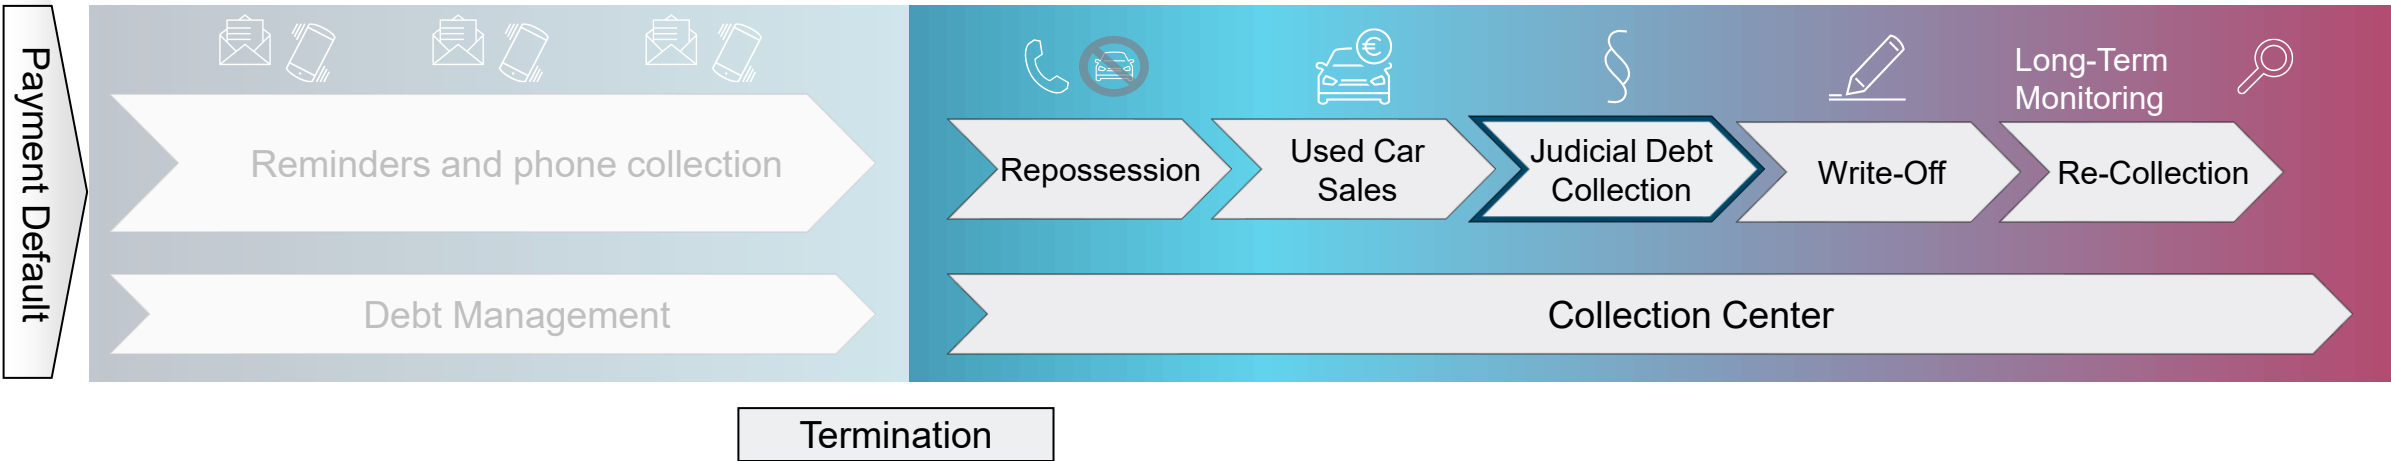 Payment Default
Reminders and phone collection
Debt Management
Repossession
Used Car
Sales
Judicial Debt
Collection
Write-Off
Long-Term
Monitoring
Re-Collection
Collection Center
Termination